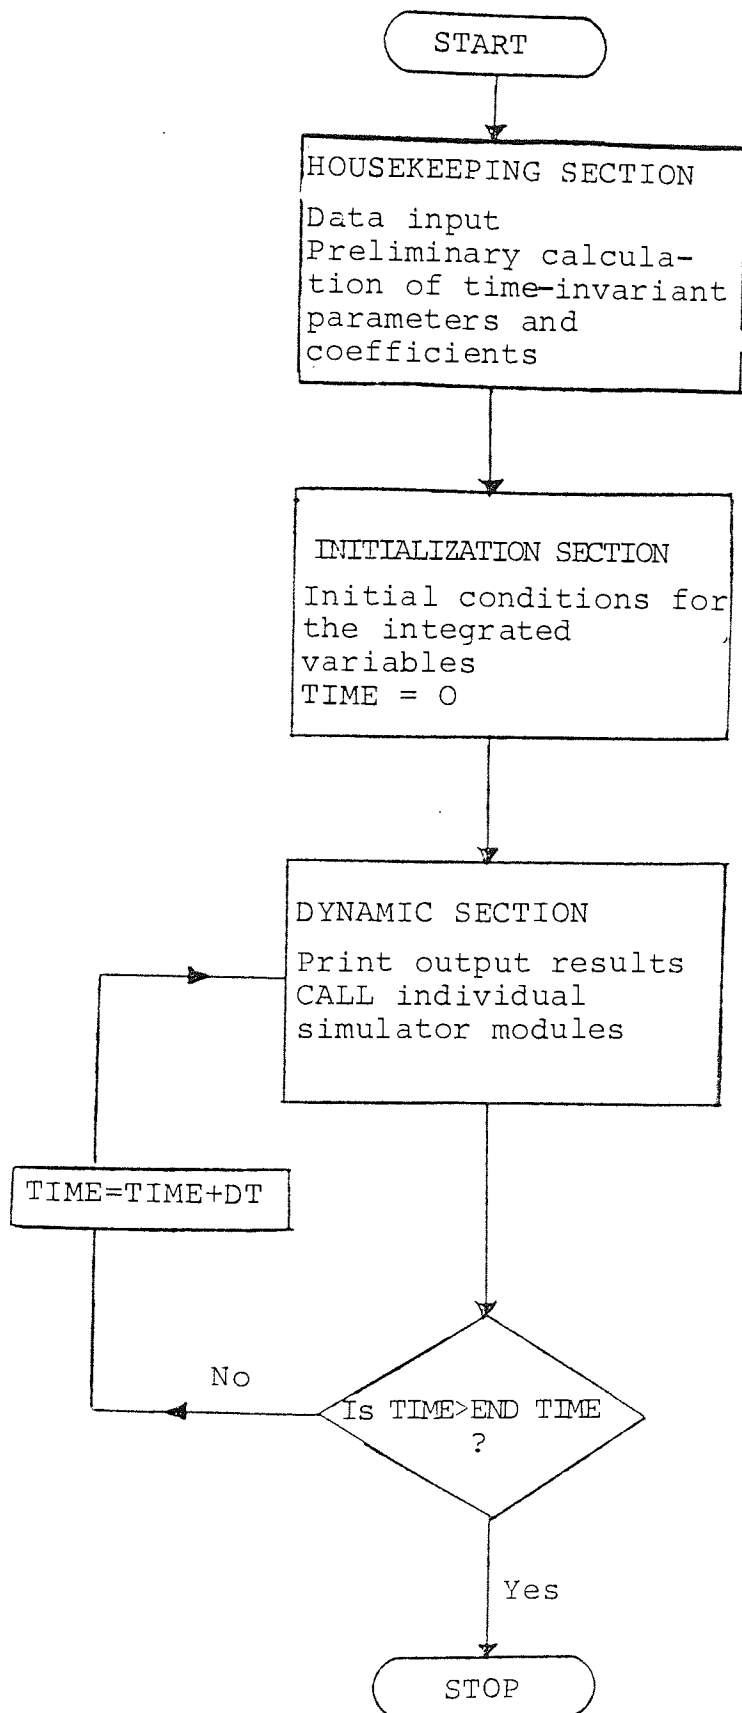 START
HOUSEKEEPING SECTION
Data input
Preliminary calcula-
tion of time-invariant
parameters and
coefficients
INITIALIZATION SECTION
Initial conditions for
the integrated
variables
TIME = O
DYNAMIC SECTION
Print output results
CALL individual
simulator modules
TIME=TIME+DT
No
Is TIME>END TIME
?
Yes
STOP